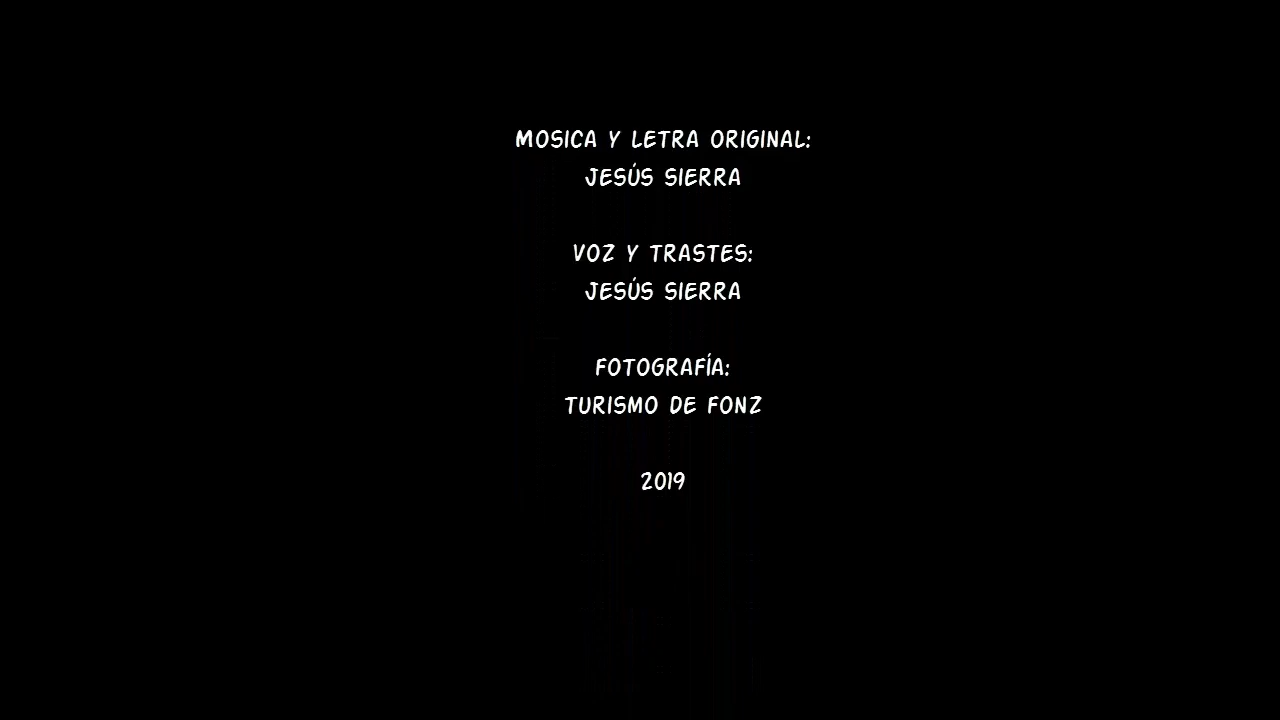 MOSICA Y LETRA ORIGINAL:
JESÚS SIERRA
VOZ Y TRASTES:
JESÚS SIERRA
FOTOGRAFÍA:
TURISMO DE FONZ
2019